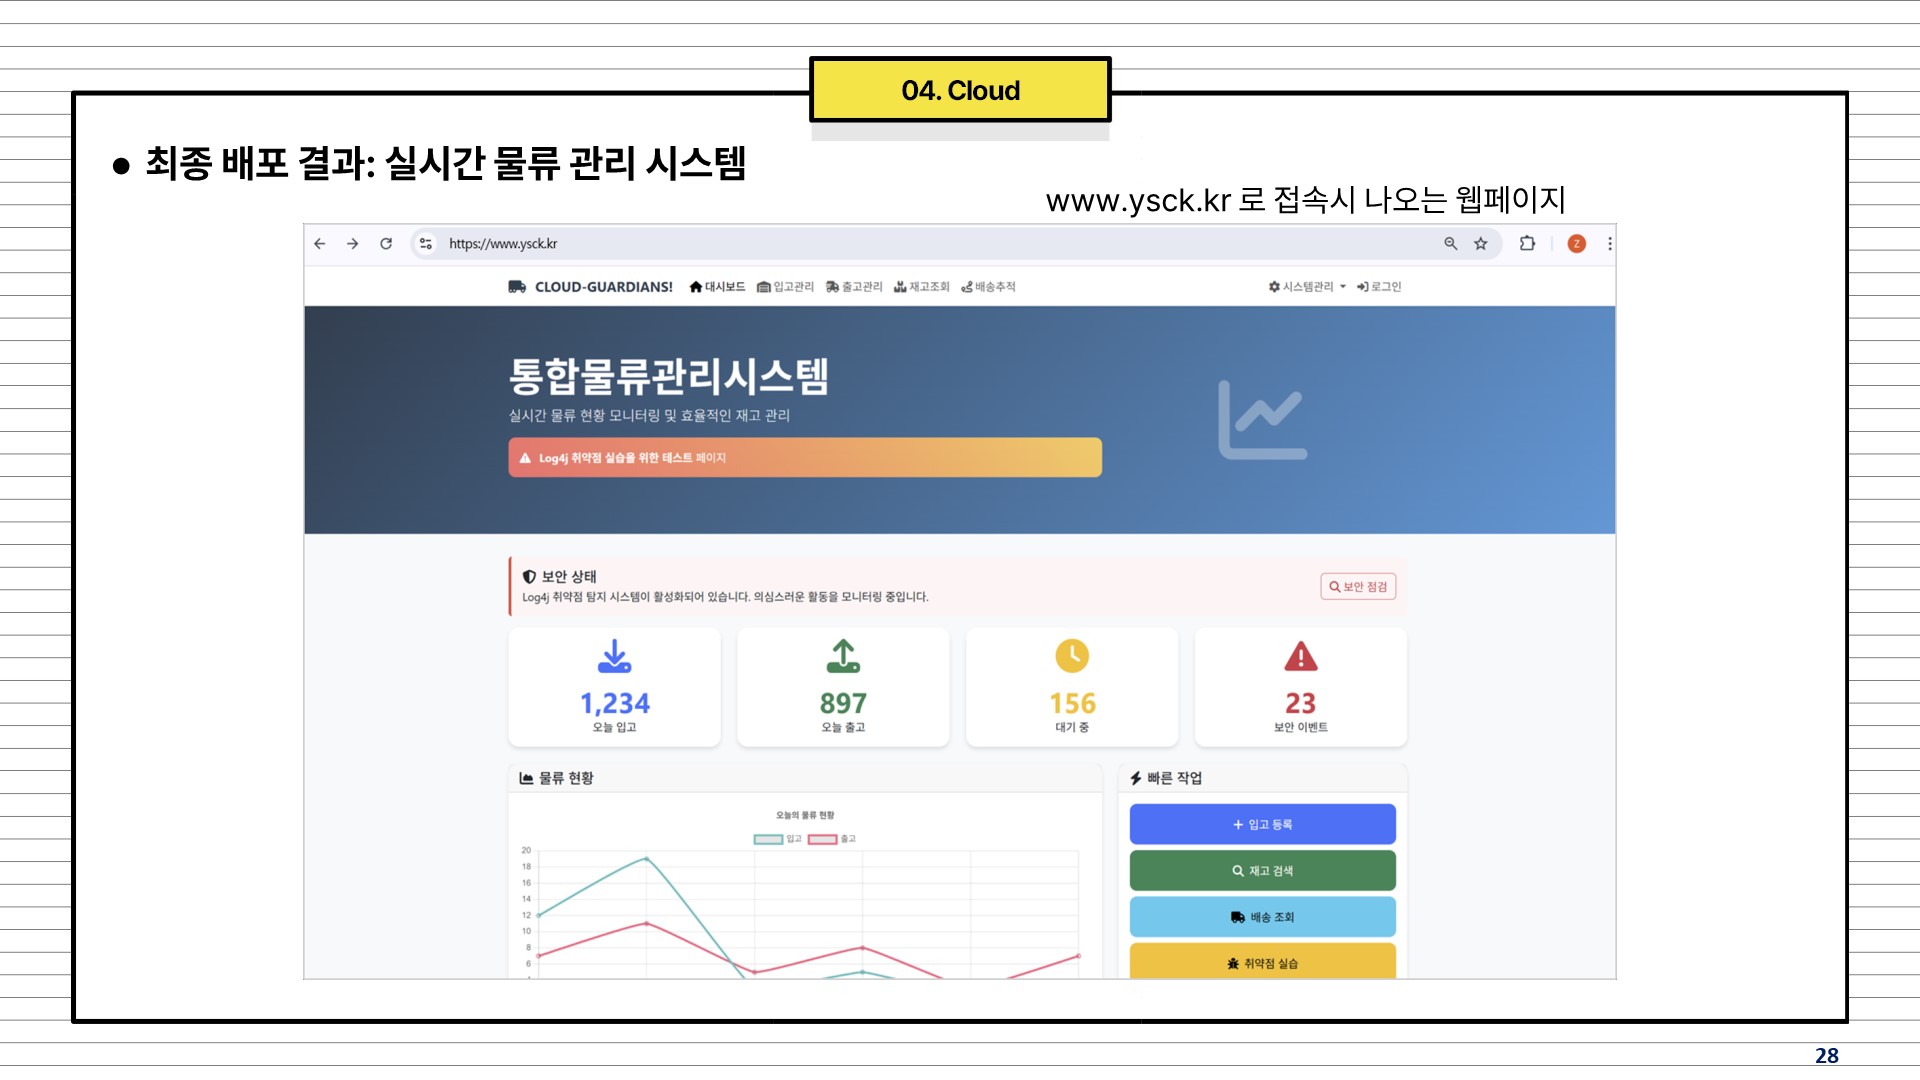 04. Cloud
● 최종 배포 결과: 실시간 물류 관리 시스템
www.ysck.kr 로 접속시 나오는 웹페이지
https://www.ysck.kr
Z
CLOUD-GUARDIANS! 대시보드 입고관리 출고관리 재고조회 배송추적 시스템관리 로그인
통합물류관리시스템
실시간 물류 현황 모니터링 및 효율적인 재고 관리
Log4j 취약점 실습을 위한 테스트 페이지
보안 상태
Log4j 취약점 탐지 시스템이 활성화되어 있습니다. 의심스러운 활동을 모니터링 중입니다.
보안 점검
1,234
오늘 입고
897
오늘 출고
156
대기 중
23
보안 이벤트
물류 현황
오늘의 물류 현황
입고 출고
20
18
16
14
12
10
8
6
빠른 작업
입고 등록
재고 검색
배송 조회
취약점 실습
28